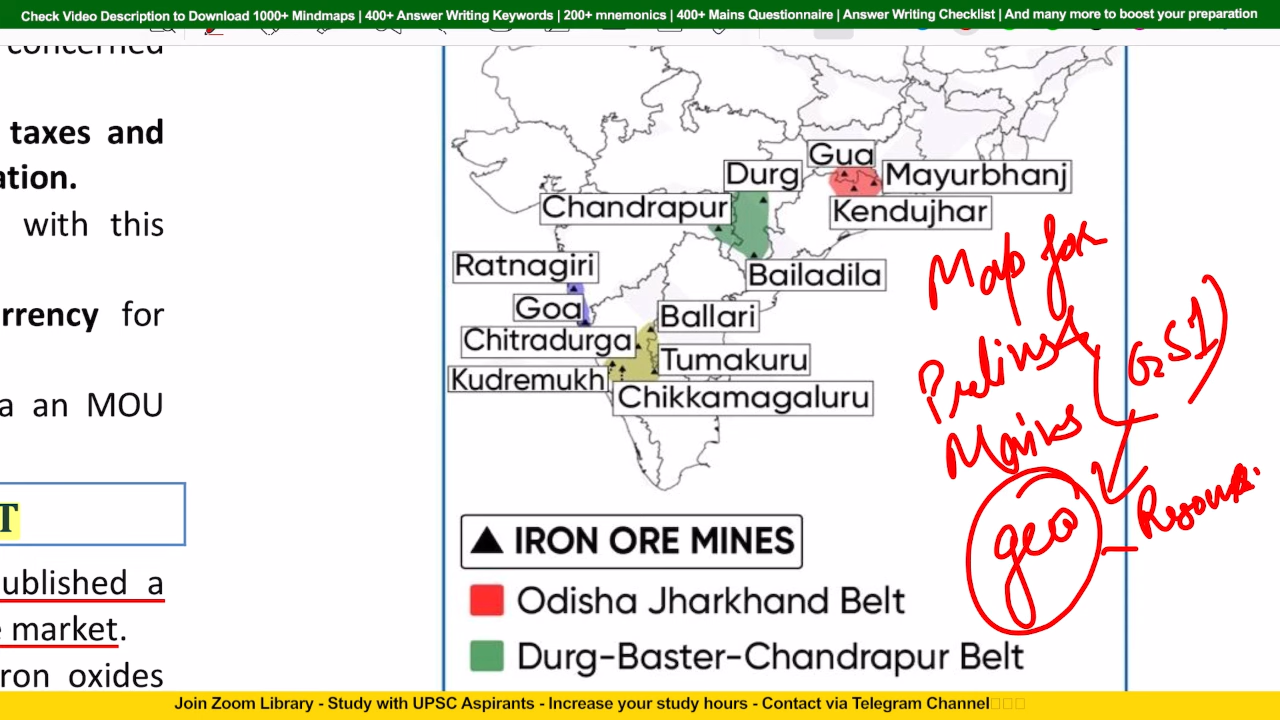 Check Video Description to Download 1000+ Mindmaps | 400+ Answer Writing Keywords | 200+ mnemonics | 400+ Mains Questionnaire | Answer Writing Checklist | And many more to boost your preparation
concerned
taxes and
ation.
with this
rrency for
a an MOU
T
ublished a
e market.
ron oxides
Gua
Durg
Mayurbhanj
Chandrapur
Kendujhar
Ratnagiri
Bailadila
Goa
Ballari
Chitradurga
Tumakuru
Kudremukh
Chikkamagaluru
Map for
Prelims &
Mains
GS1)
geo
▲ IRON ORE MINES
Odisha Jharkhand Belt
Durg-Baster-Chandrapur Belt
Join Zoom Library - Study with UPSC Aspirants - Increase your study hours - Contact via Telegram Channel